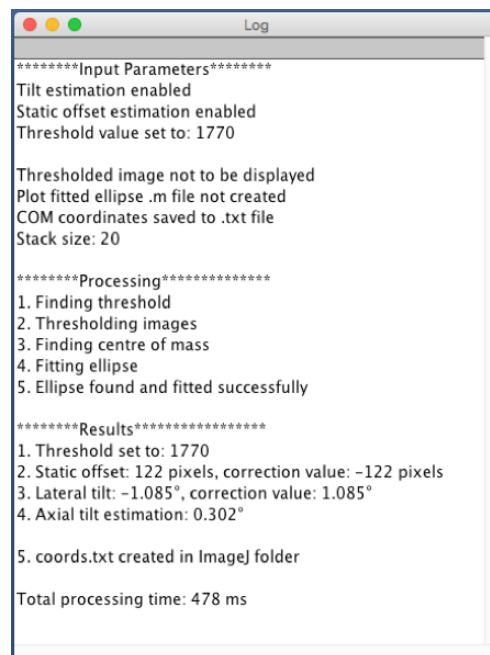 Log
********Input Parameters********
Tilt estimation enabled
Static offset estimation enabled
Threshold value set to: 1770
Thresholded image not to be displayed
Plot fitted ellipse .m file not created
COM coordinates saved to .txt file
Stack size: 20
********Processing**************
1. Finding threshold
2. Thresholding images
3. Finding centre of mass
4. Fitting ellipse
5. Ellipse found and fitted successfully
********Results*****************
1. Threshold set to: 1770
2. Static offset: 122 pixels, correction value: -122 pixels
3. Lateral tilt: -1.085°, correction value: 1.085°
4. Axial tilt estimation: 0.302°
5. coords.txt created in ImageJ folder
Total processing time: 478 ms